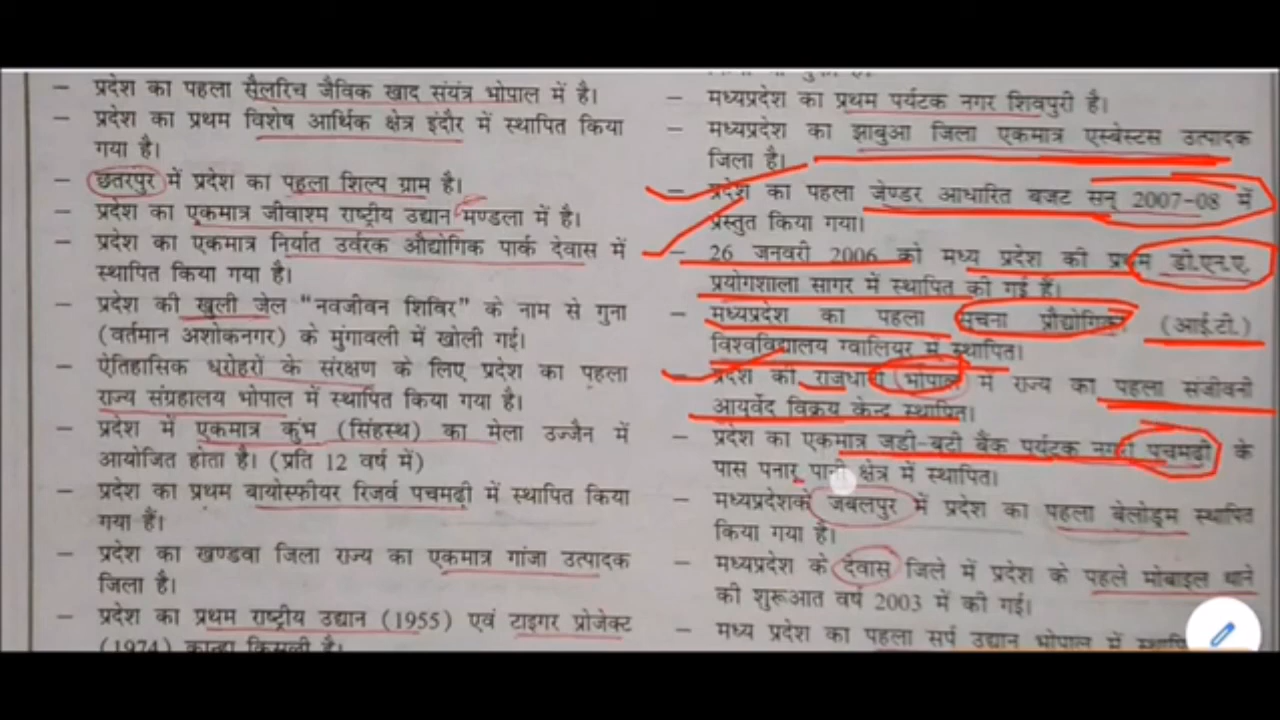 – प्रदेश का पहला सैलरिच जैविक खाद संयंत्र भोपाल में है।
– प्रदेश का प्रथम विशेष आर्थिक क्षेत्र इंदौर में स्थापित किया
गया है।
– छतरपुर में प्रदेश का पहला शिल्प ग्राम है।
– प्रदेश का एकमात्र जीवाश्म राष्ट्रीय उद्यान मण्डला में है।
– प्रदेश का एकमात्र निर्यात उर्वरक औद्योगिक पार्क देवास में
स्थापित किया गया है।
– प्रदेश की खुली जेल "नवजीवन शिविर" के नाम से गुना
(वर्तमान अशोकनगर) के मुंगावली में खोली गई।
– ऐतिहासिक धरोहरों के संरक्षण के लिए प्रदेश का पहला
राज्य संग्रहालय भोपाल में स्थापित किया गया है।
– प्रदेश में एकमात्र कुंभ (सिंहस्थ) का मेला उज्जैन में
आयोजित होता है। (प्रति 12 वर्ष में)
– प्रदेश का प्रथम बायोस्फीयर रिजर्व पचमढ़ी में स्थापित किया
गया हैं।
– प्रदेश का खण्डवा जिला राज्य का एकमात्र गांजा उत्पादक
जिला है।
– प्रदेश का प्रथम राष्ट्रीय उद्यान (1955) एवं टाइगर प्रोजेक्ट
(1974) कान्हा किसली है।
– मध्यप्रदेश का प्रथम पर्यटक नगर शिवपुरी है।
– मध्यप्रदेश का झाबुआ जिला एकमात्र एस्बेस्टस उत्पादक
जिला है।
– प्रदेश का पहला जेण्डर आधारित बजट सन् 2007-08 में
प्रस्तुत किया गया।
– 26 जनवरी 2006 को मध्य प्रदेश की प्रथम डी.एन.ए.
प्रयोगशाला सागर में स्थापित की गई हैं।
– मध्यप्रदेश का पहला सूचना प्रौद्योगिकी (आई.टी.)
विश्वविद्यालय ग्वालियर में स्थापित।
– प्रदेश की राजधानी भोपाल में राज्य का पहला संजीवनी
आयुर्वेद विक्रय केन्द स्थापित।
– प्रदेश का एकमात्र जडी-बटी बैंक पर्यटक नगरी पचमढ़ी के
पास पनार पानी क्षेत्र में स्थापित।
– मध्यप्रदेशके जबलपुर में प्रदेश का पहला बेलोड्रम स्थापित
किया गया है।
– मध्यप्रदेश के देवास जिले में प्रदेश के पहले मोबाइल थाने
की शुरूआत वर्ष 2003 में की गई।
– मध्य प्रदेश का पहला सर्प उद्यान भोपाल में